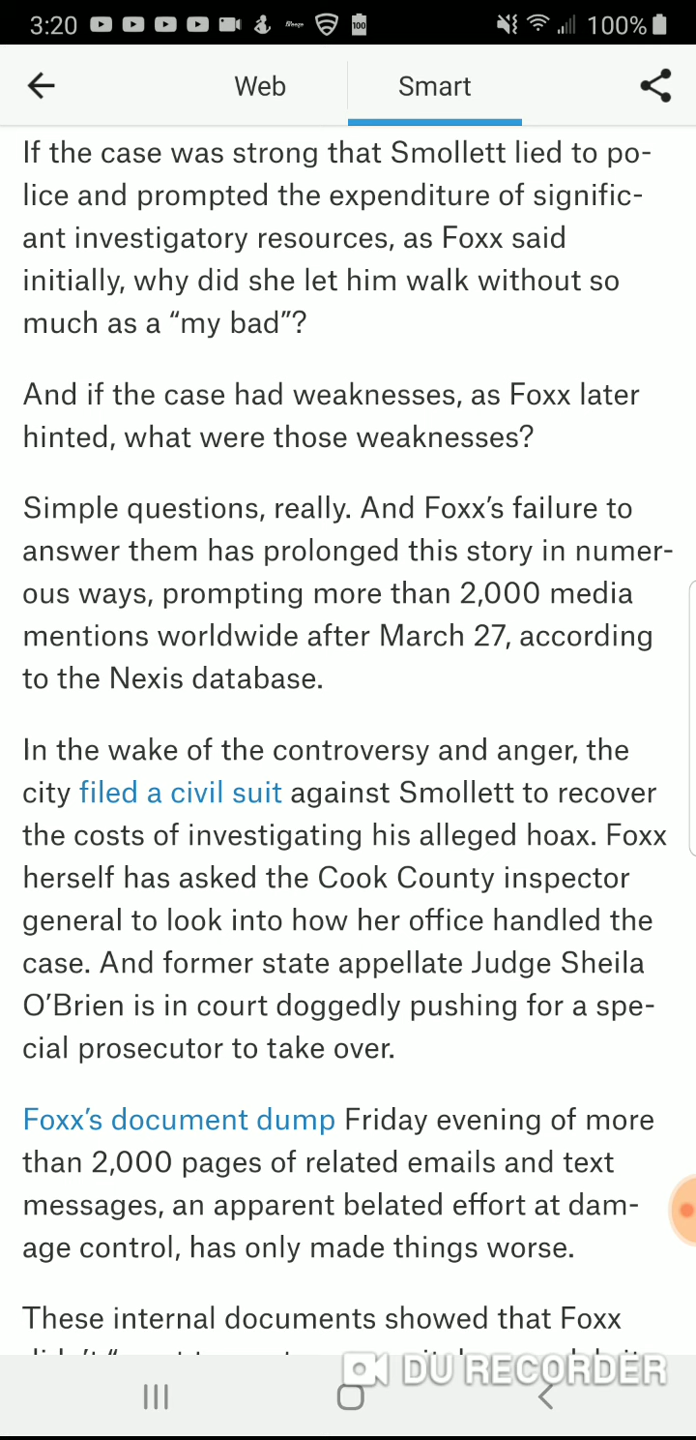 3:20
100
100%
Web
Smart
If the case was strong that Smollett lied to po-
lice and prompted the expenditure of signific-
ant investigatory resources, as Foxx said
initially, why did she let him walk without so
much as a “my bad”?
And if the case had weaknesses, as Foxx later
hinted, what were those weaknesses?
Simple questions, really. And Foxx’s failure to
answer them has prolonged this story in numer-
ous ways, prompting more than 2,000 media
mentions worldwide after March 27, according
to the Nexis database.
In the wake of the controversy and anger, the
city filed a civil suit against Smollett to recover
the costs of investigating his alleged hoax. Foxx
herself has asked the Cook County inspector
general to look into how her office handled the
case. And former state appellate Judge Sheila
O’Brien is in court doggedly pushing for a spe-
cial prosecutor to take over.
Foxx’s document dump Friday evening of more
than 2,000 pages of related emails and text
messages, an apparent belated effort at dam-
age control, has only made things worse.
These internal documents showed that Foxx
DU RECORDER